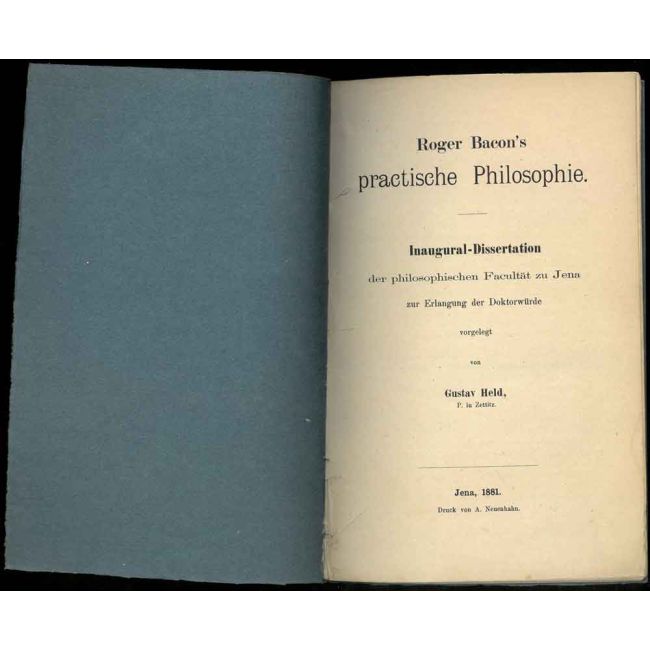 Roger Bacon's
practische Philosophie.
Inaugural-Dissertation
der philosophischen Facultät zu Jena
zur Erlangung der Doktorwürde
vorgelegt
von
Gustav Held,
P. in Zettitz.
Jena, 1881.
Druck von A. Neuenhahn.